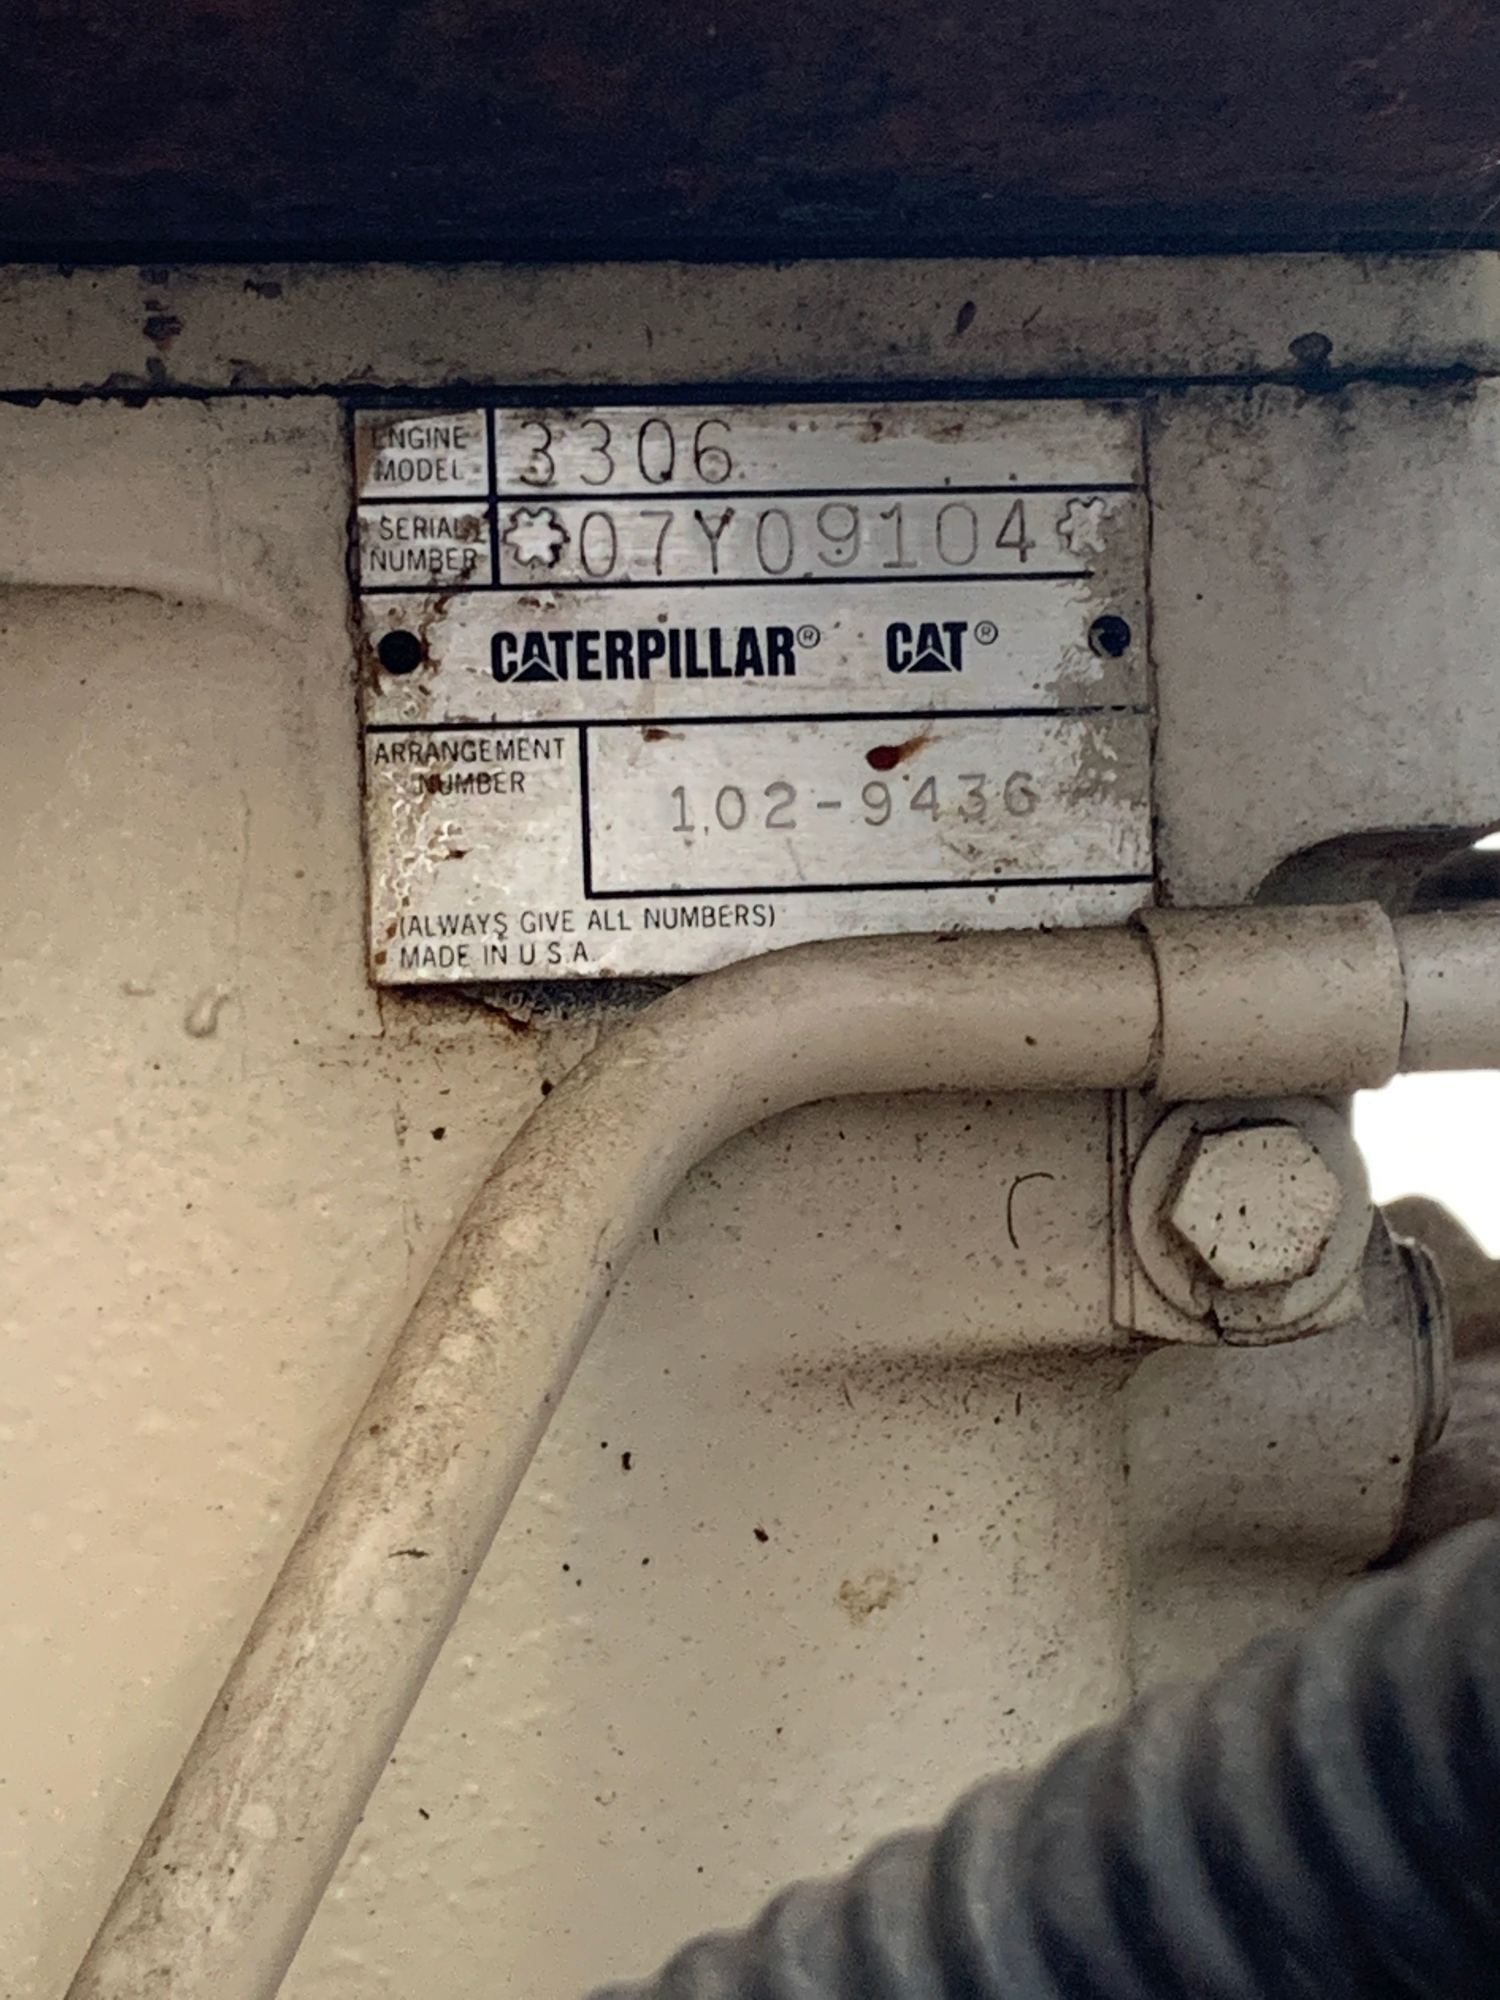 ENGINE MODEL 3306
SERIAL NUMBER 07Y09104
CATERPILLAR® CAT®
ARRANGEMENT NUMBER 102-9436
(ALWAYS GIVE ALL NUMBERS)
MADE IN U.S.A.